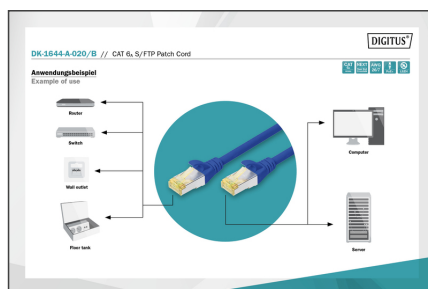 DIGITUS®
DK-1644-A-020/B // CAT 6A S/FTP Patch Cord
Anwendungsbeispiel
Example of use
Router
Switch
Wall outlet
Floor tank
Computer
Server